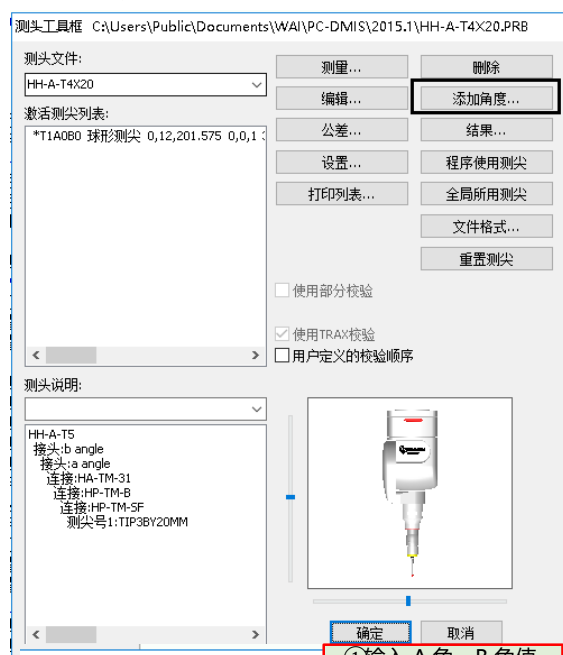 测头工具框 C:\Users\Public\Documents\WAI\PC-DMIS\2015.1\HH-A-T4X20.PRB
测头文件:
HH-A-T4X20
激活测尖列表:
*T1A0B0 球形测尖 0,12,201.575 0,0,1
测量...
删除
编辑...
添加角度...
公差...
结果...
设置...
程序使用测尖
打印列表...
全局所用测尖
文件格式...
重置测尖
使用部分校验
使用TRAX校验
用户定义的校验顺序
测头说明:
HH-A-T5
接头:b angle
接头:a angle
连接:HA-TM-31
连接:HP-TM-B
连接:HP-TM-SF
测尖号1:TIP3BY20MM
确定
取消
①输入 A 角、B 角值